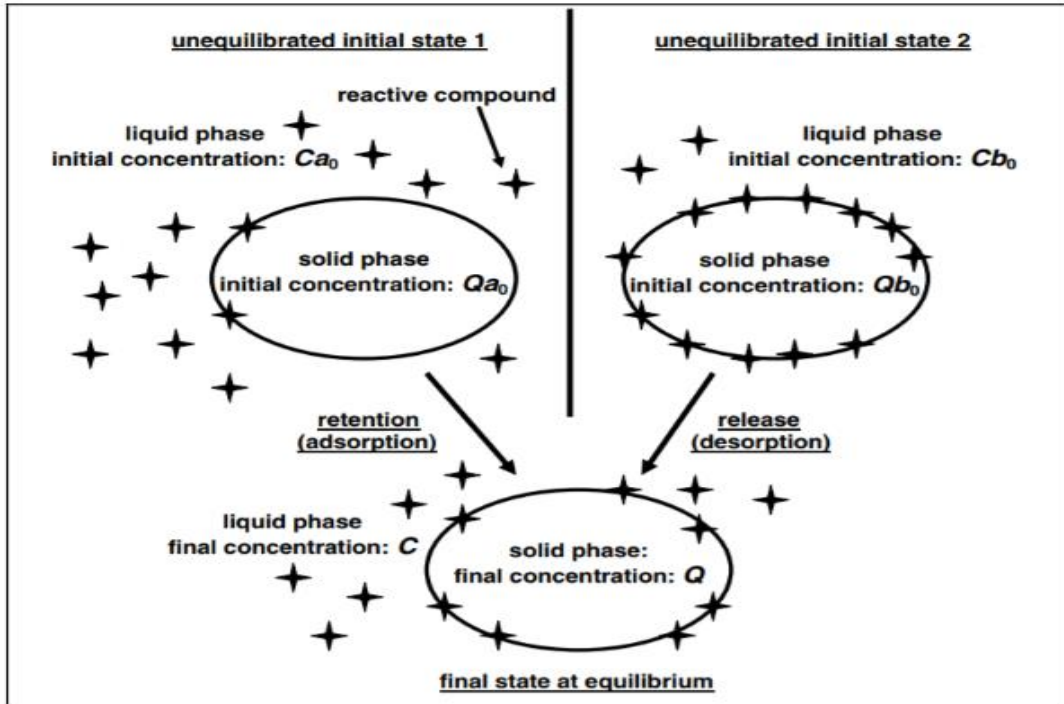 unequilibrated initial state 1
reactive compound
liquid phase
initial concentration: Ca₀
solid phase
initial concentration: Qa₀
retention
(adsorption)
unequilibrated initial state 2
liquid phase
initial concentration: Cb₀
solid phase
initial concentration: Qb₀
release
(desorption)
liquid phase
final concentration: C
solid phase:
final concentration: Q
final state at equilibrium